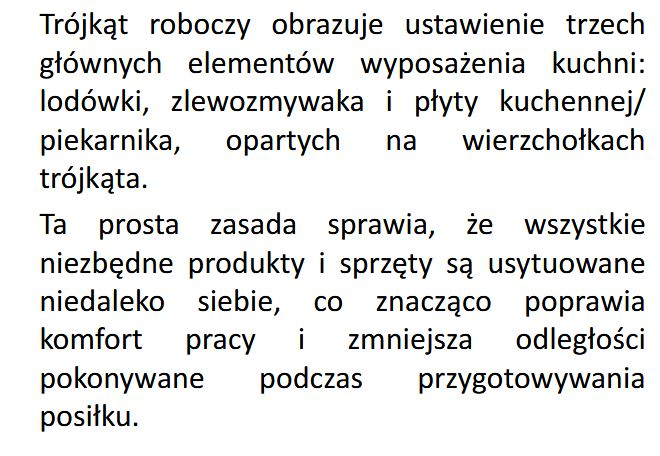 Trójkąt roboczy obrazuje ustawienie trzech
głównych elementów wyposażenia kuchni:
lodówki, zlewozmywaka i płyty kuchennej/
piekarnika, opartych na wierzchołkach
trójkąta.
Ta prosta zasada sprawia, że wszystkie
niezbędne produkty i sprzęty są usytuowane
niedaleko siebie, co znacząco poprawia
komfort pracy i zmniejsza odległości
pokonywane podczas przygotowywania
posiłku.